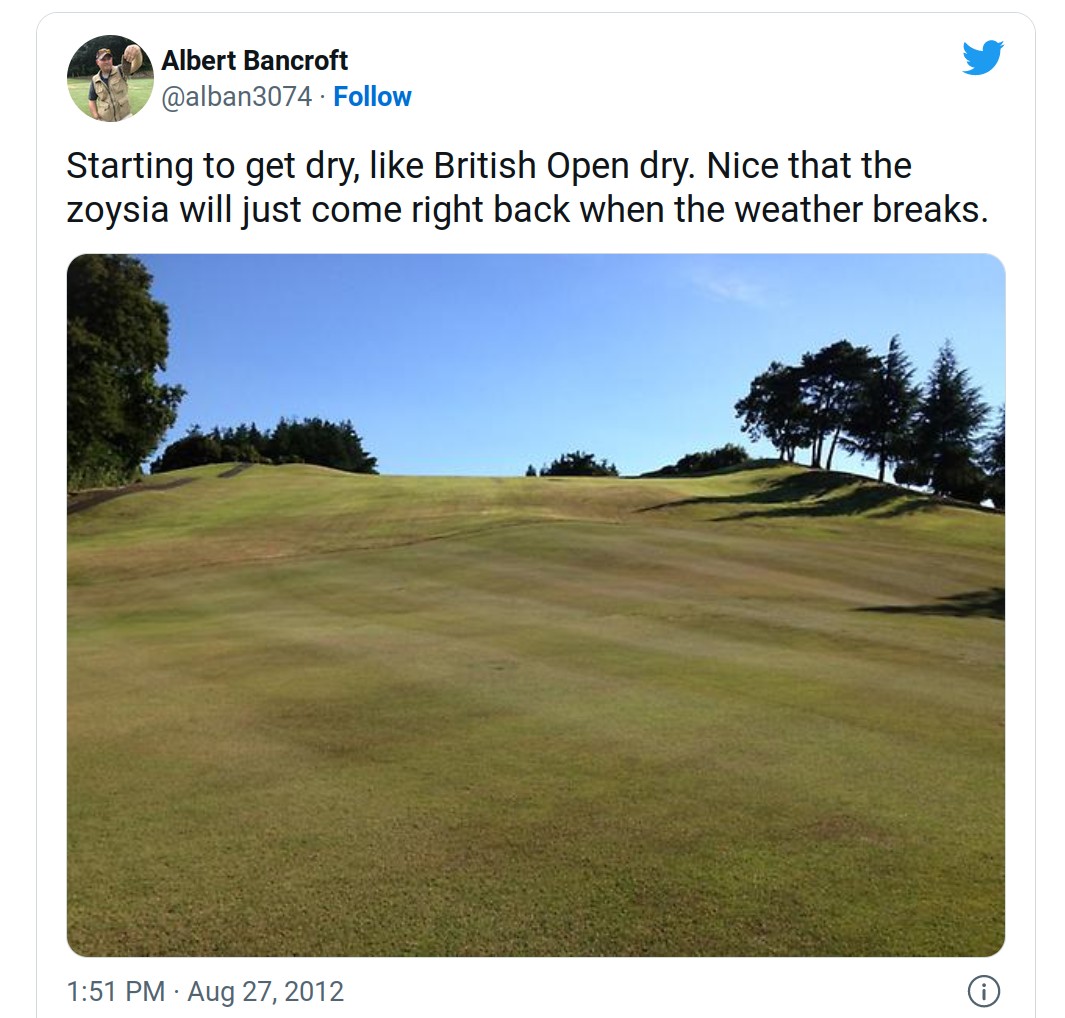 Albert Bancroft
@alban3074 · Follow
Starting to get dry, like British Open dry. Nice that the
zoysia will just come right back when the weather breaks.
1:51 PM · Aug 27, 2012